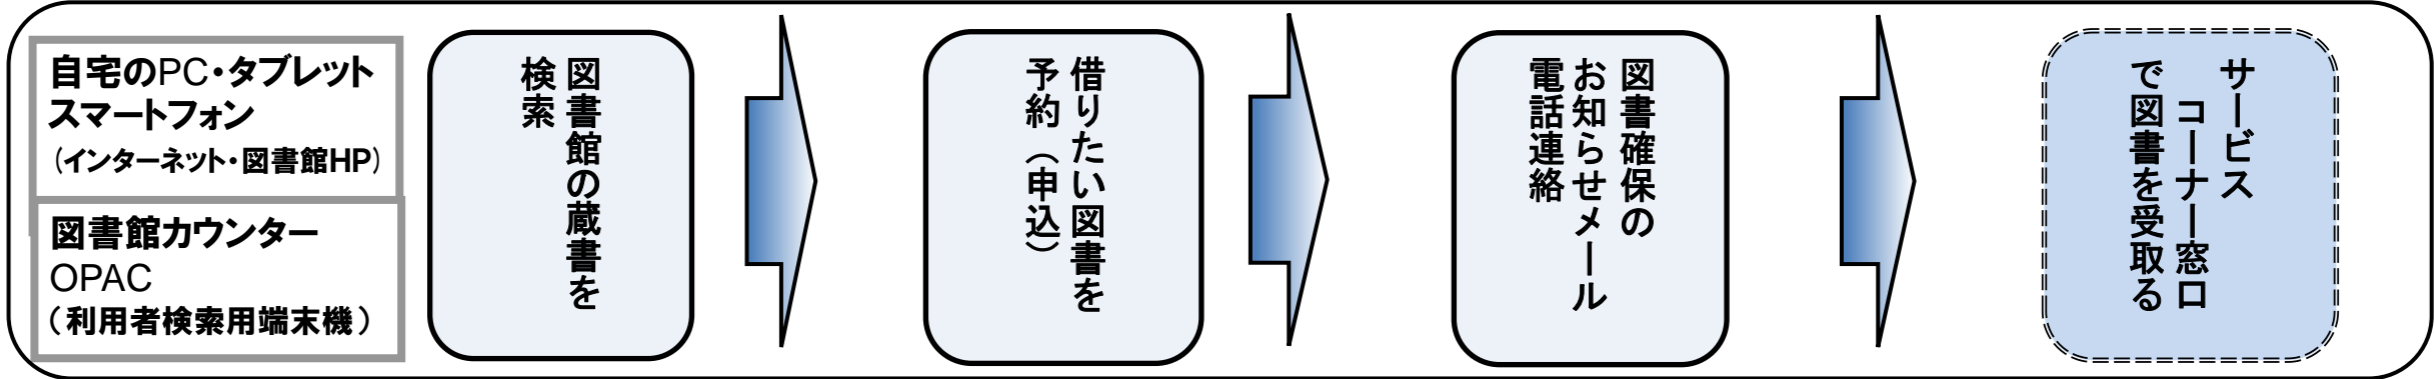 自宅のPC・タブレット
スマートフォン
(インターネット・図書館HP)
図書館カウンター
OPAC
(利用者検索用端末機)
図書館の蔵書を
検索
借りたい図書を
予約(申込)
図書確保の
お知らせメール
電話連絡
サービス
コーナー窓口
で図書を受取る